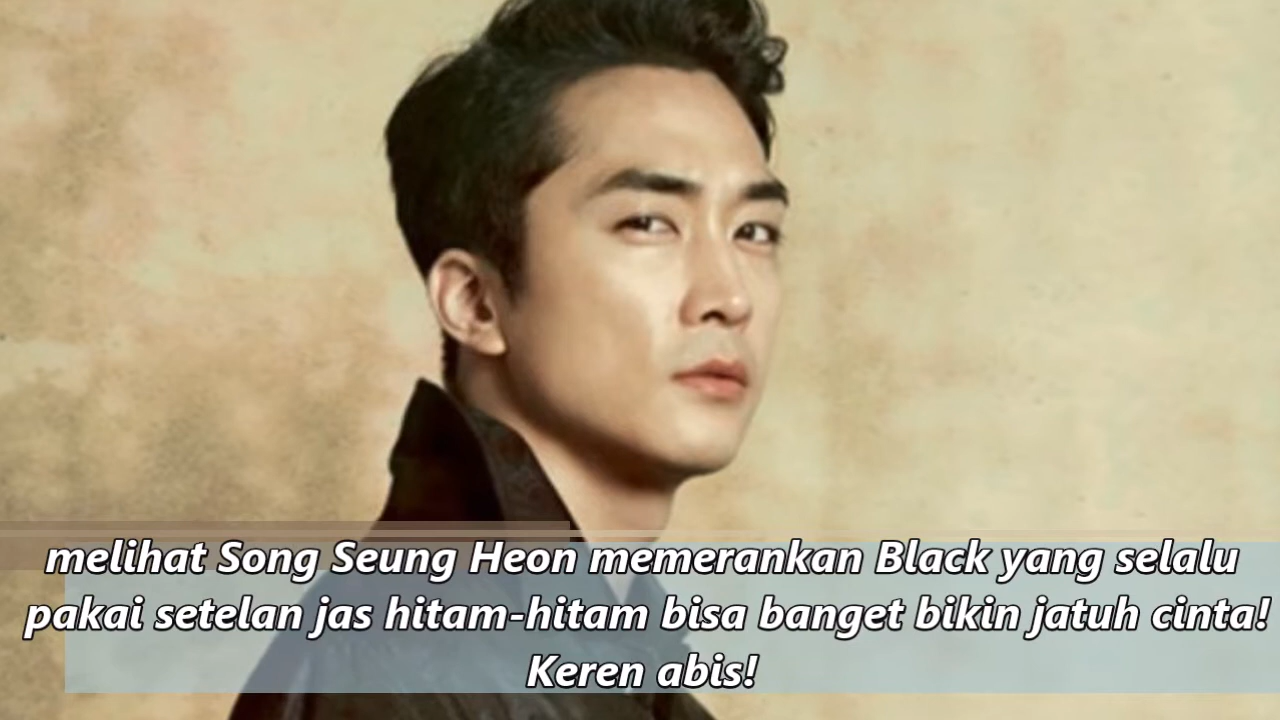 melihat Song Seung Heon memerankan Black yang selalu
pakai setelan jas hitam-hitam bisa banget bikin jatuh cinta!
Keren abis!